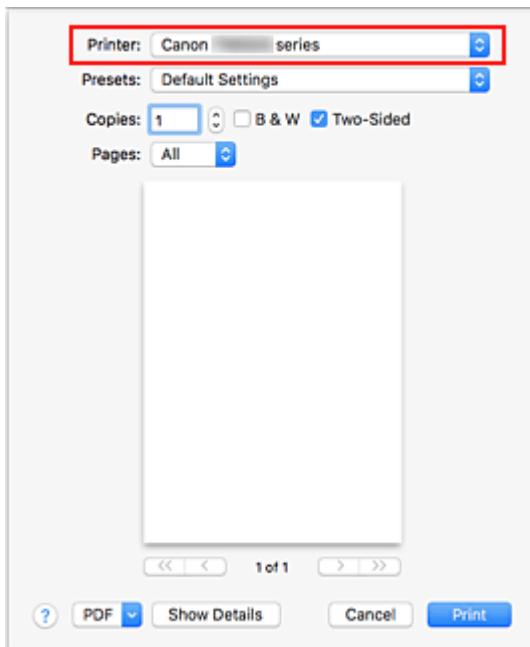 Printer: Canon series
Presets: Default Settings
Copies: 1 B & W Two-Sided
Pages: All
<< < 1 of 1 > >>
? PDF Show Details Cancel Print